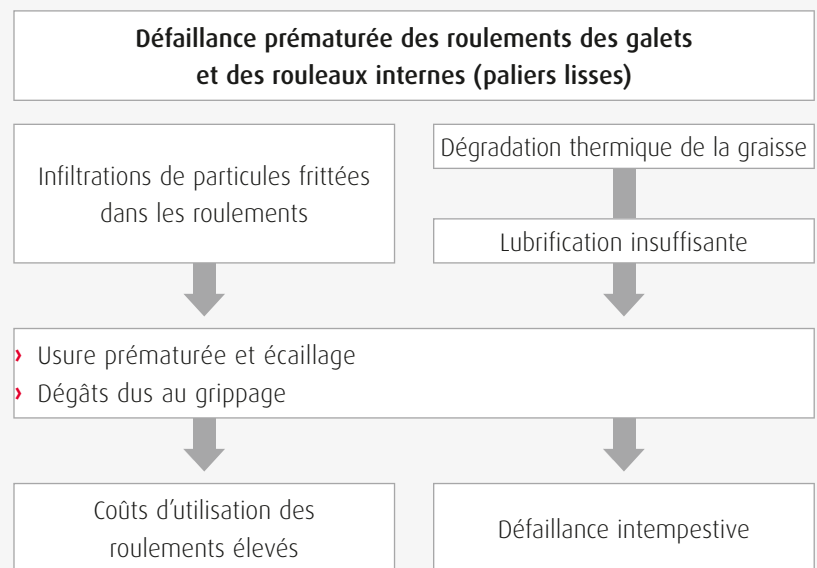 Défaillance prématurée des roulements des galets
et des rouleaux internes (paliers lisses)
Infiltrations de particules frittées
dans les roulements
Dégradation thermique de la graisse
Lubrification insuffisante
› Usure prématurée et écaillage
› Dégâts dus au grippage
Coûts d’utilisation des
roulements élevés
Défaillance intempestive